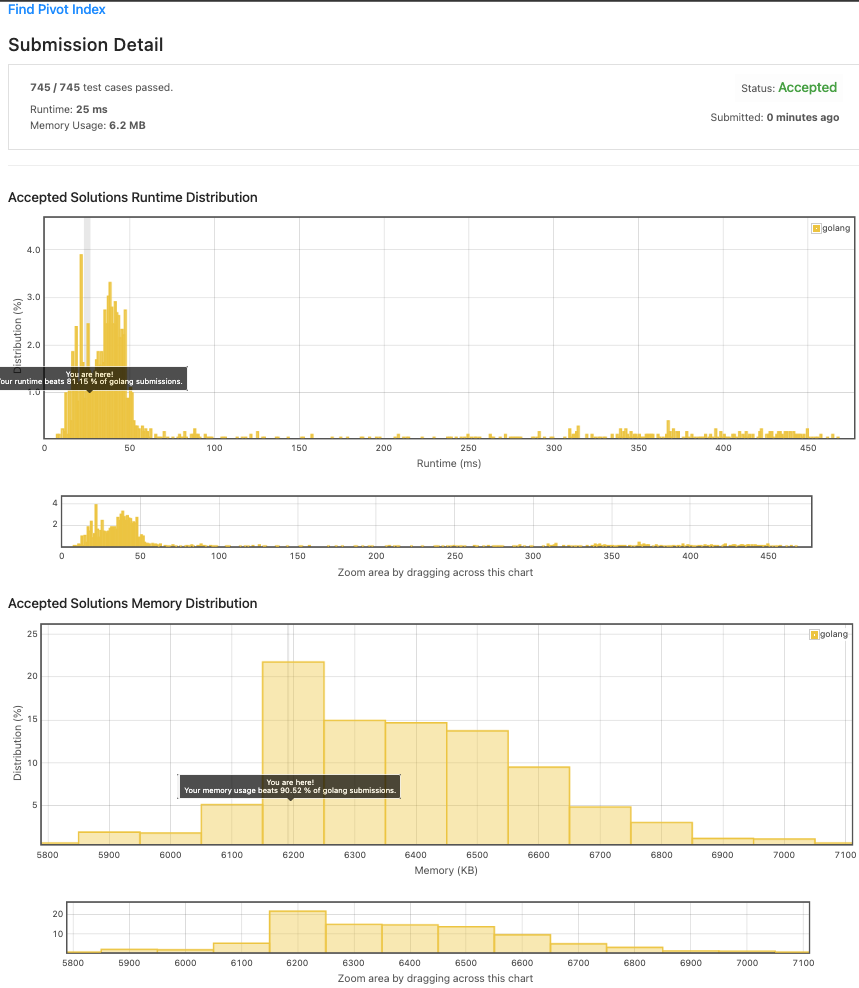 Find Pivot Index
Submission Detail
745 / 745 test cases passed.
Status: Accepted
Runtime: 25 ms
Memory Usage: 6.2 MB
Submitted: 0 minutes ago
Accepted Solutions Runtime Distribution
golang
Distribution (%)
4.0
3.0
2.0
1.0
You are here!
our runtime beats 81.15 % of golang submissions.
0 50 100 150 200 250 300 350 400 450
Runtime (ms)
4
2
0 50 100 150 200 250 300 350 400 450
Zoom area by dragging across this chart
Accepted Solutions Memory Distribution
golang
Distribution (%)
25
20
15
10
5
You are here!
Your memory usage beats 90.52 % of golang submissions.
5800 5900 6000 6100 6200 6300 6400 6500 6600 6700 6800 6900 7000 7100
Memory (KB)
20
10
5800 5900 6000 6100 6200 6300 6400 6500 6600 6700 6800 6900 7000 7100
Zoom area by dragging across this chart